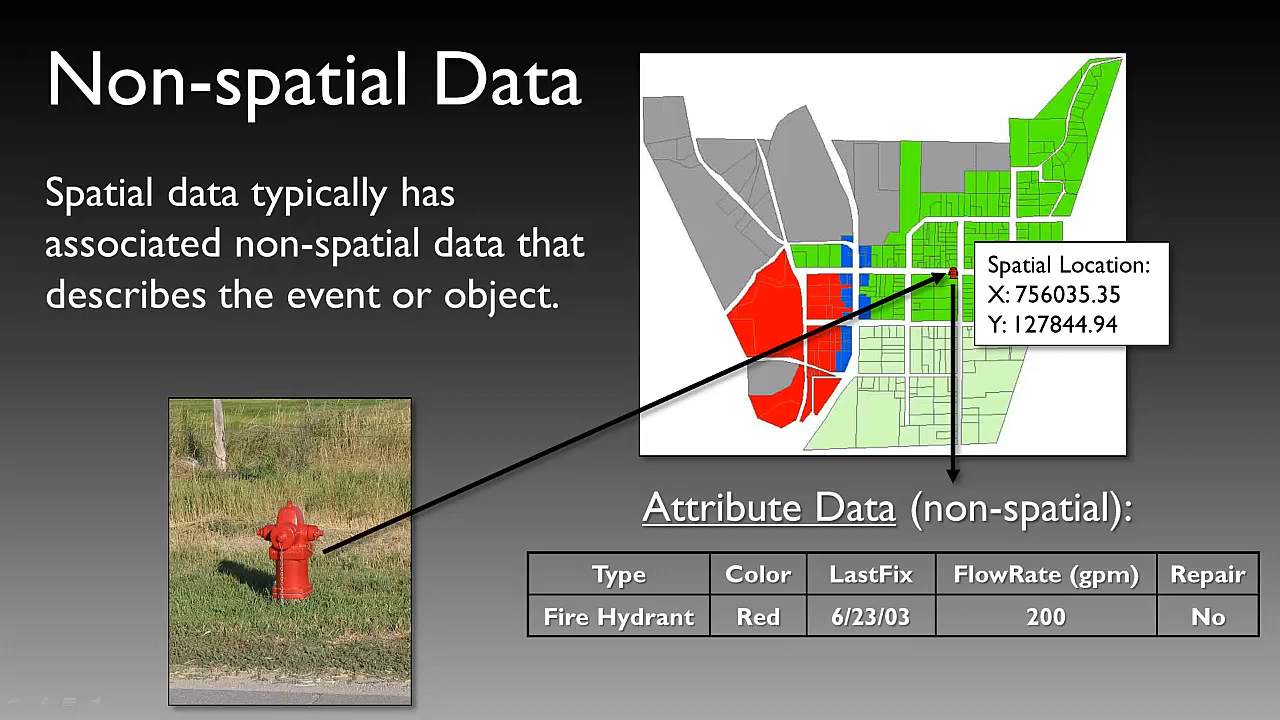 Non-spatial Data
Spatial data typically has
associated non-spatial data that
describes the event or object.
Spatial Location:
X: 756035.35
Y: 127844.94
Attribute Data (non-spatial):
Type Color LastFix FlowRate (gpm) Repair
Fire Hydrant Red 6/23/03 200 No